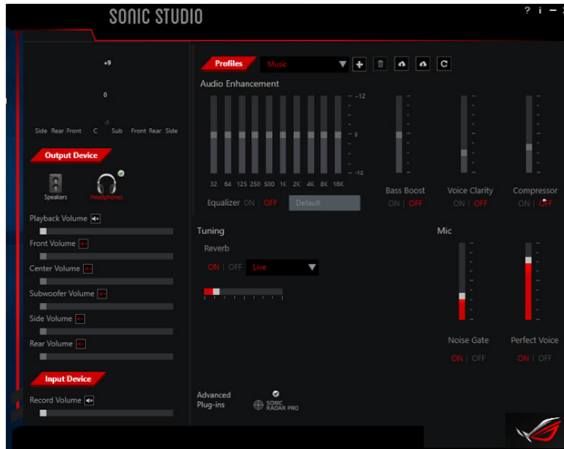 SONIC STUDIO
? i
+9
0
Side Rear Front C Sub Front Rear Side
Output Device
Speakers Headphones
Playback Volume
Front Volume
Center Volume
Subwoofer Volume
Side Volume
Rear Volume
Input Device
Record Volume
Profiles Music
Audio Enhancement
-12
0
-12
32 64 125 250 500 1K 2K 4K 8K 16K
Equalizer ON | OFF Default
Bass Boost Voice Clarity Compressor
ON | OFF ON | OFF ON | OFF
Tuning
Reverb
ON | OFF Live
Mic
Noise Gate Perfect Voice
ON | OFF ON | OFF
Advanced
Plug-ins
SONIC
RADAR PRO